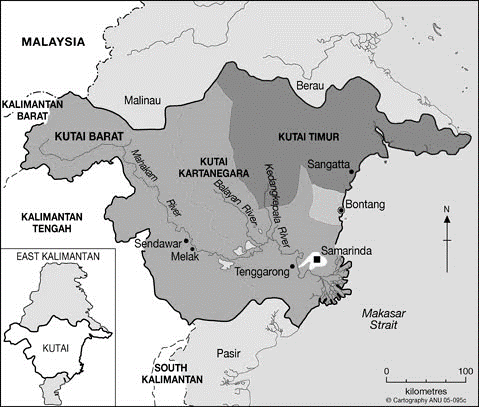 MALAYSIA
KALIMANTAN
BARAT
Malinau
Berau
KUTAI BARAT
KUTAI TIMUR
KUTAI
KARTANEGARA
Sangatta
Mahakam
River
Belayan River
Kedangkepala River
Bontang
KALIMANTAN
TENGAH
Sendawar
Melak
Tenggarong
Samarinda
N
EAST KALIMANTAN
KUTAI
Makasar
Strait
SOUTH
KALIMANTAN
Pasir
0
100
kilometres
© Cartography ANU 05-095c